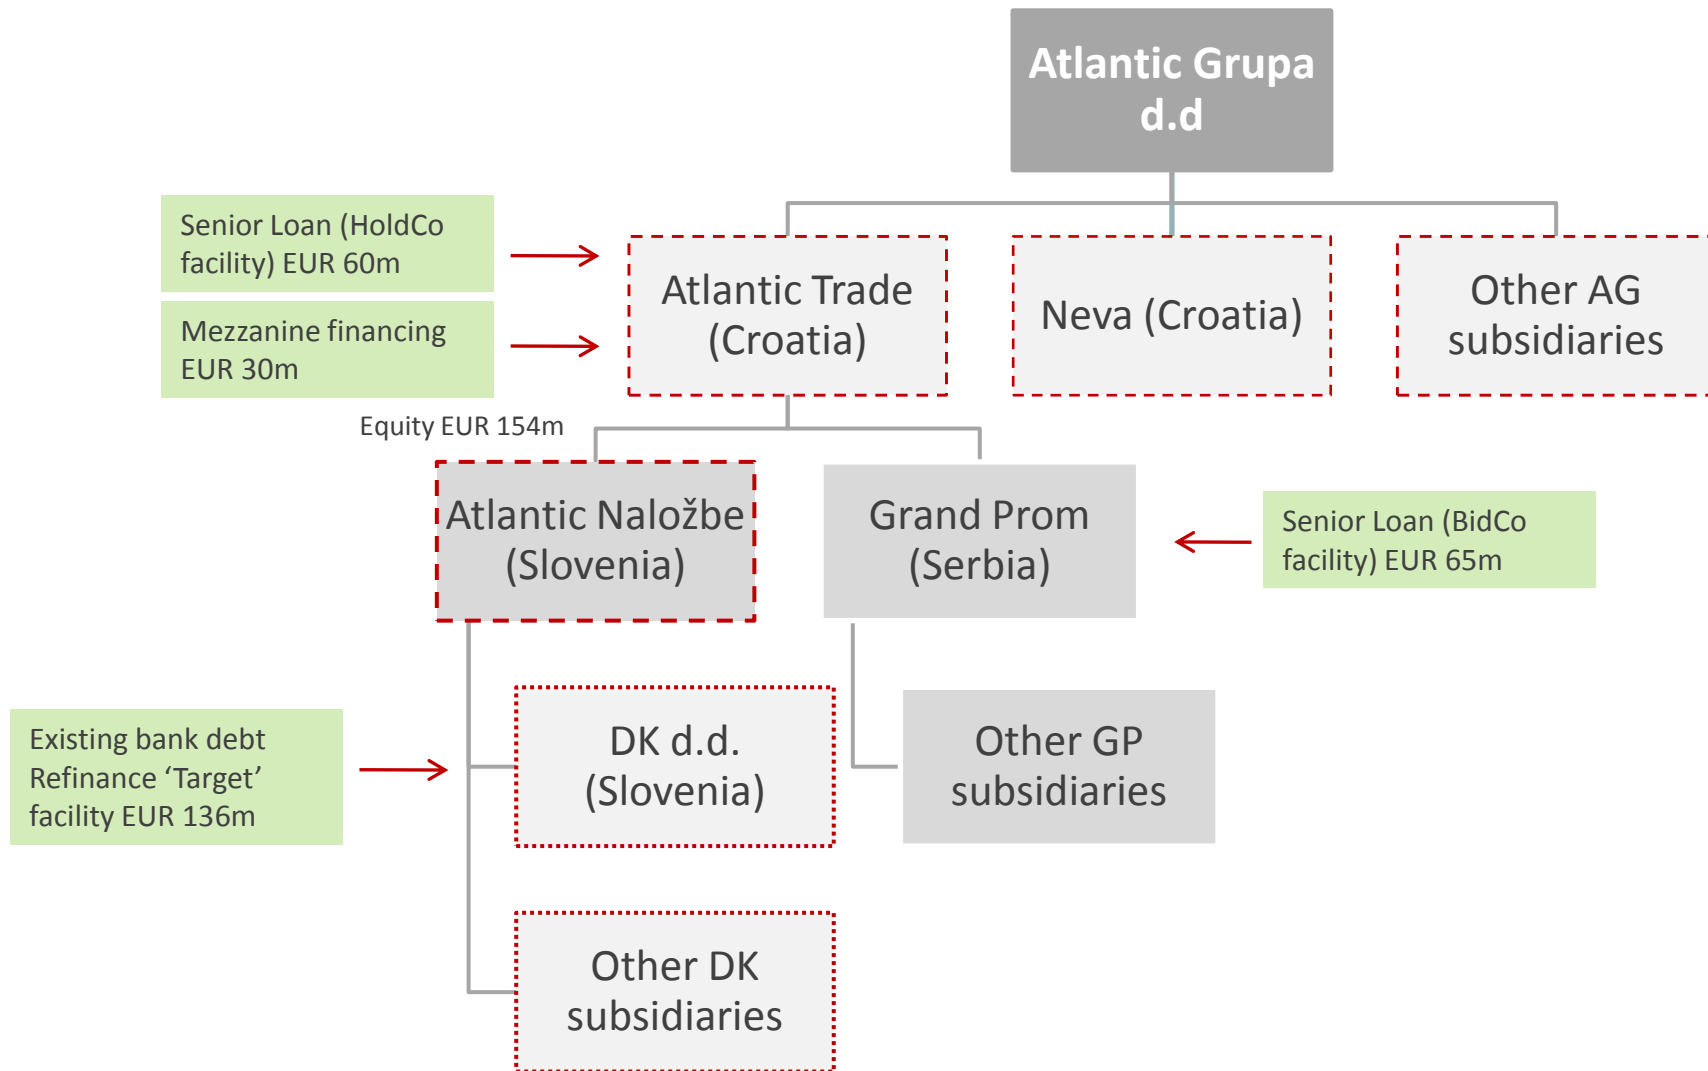 Atlantic Grupa
d.d
Senior Loan (HoldCo
facility) EUR 60m
Mezzanine financing
EUR 30m
Atlantic Trade
(Croatia)
Neva (Croatia)
Other AG
subsidiaries
Equity EUR 154m
Atlantic Naložbe
(Slovenia)
Grand Prom
(Serbia)
Senior Loan (BidCo
facility) EUR 65m
Existing bank debt
Refinance ‘Target’
facility EUR 136m
DK d.d.
(Slovenia)
Other GP
subsidiaries
Other DK
subsidiaries